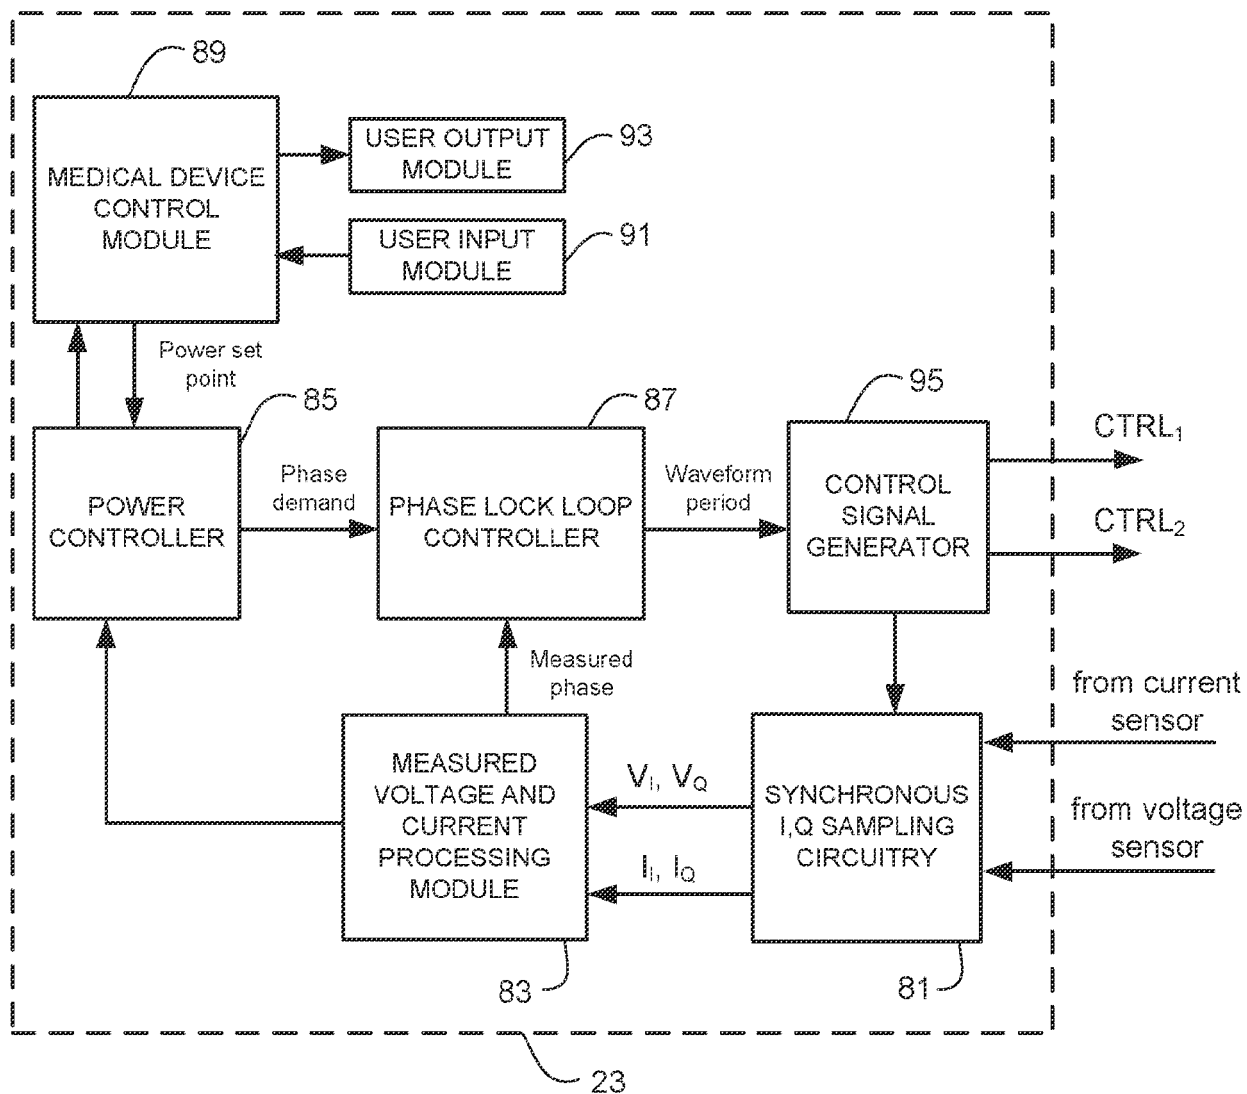 89
MEDICAL DEVICE
CONTROL
MODULE
USER OUTPUT
MODULE
93
USER INPUT
MODULE
91
Power set
point
85
POWER
CONTROLLER
Phase
demand
87
PHASE LOCK LOOP
CONTROLLER
Waveform
period
95
CONTROL
SIGNAL
GENERATOR
CTRL1
CTRL2
Measured
phase
from current
sensor
from voltage
sensor
MEASURED
VOLTAGE AND
CURRENT
PROCESSING
MODULE
83
VI, VQ
II, IQ
SYNCHRONOUS
I,Q SAMPLING
CIRCUITRY
81
23